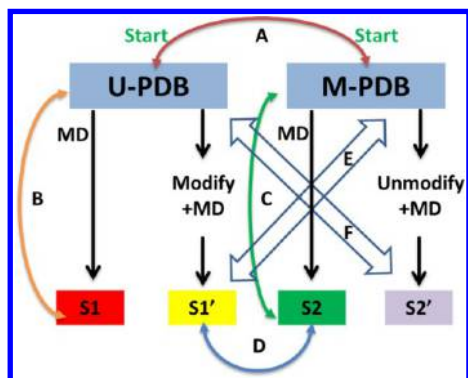 Start A Start
U-PDB M-PDB
MD MD
E
Modify Unmodify
B +MD C +MD
F
S1 S1' S2 S2'
D